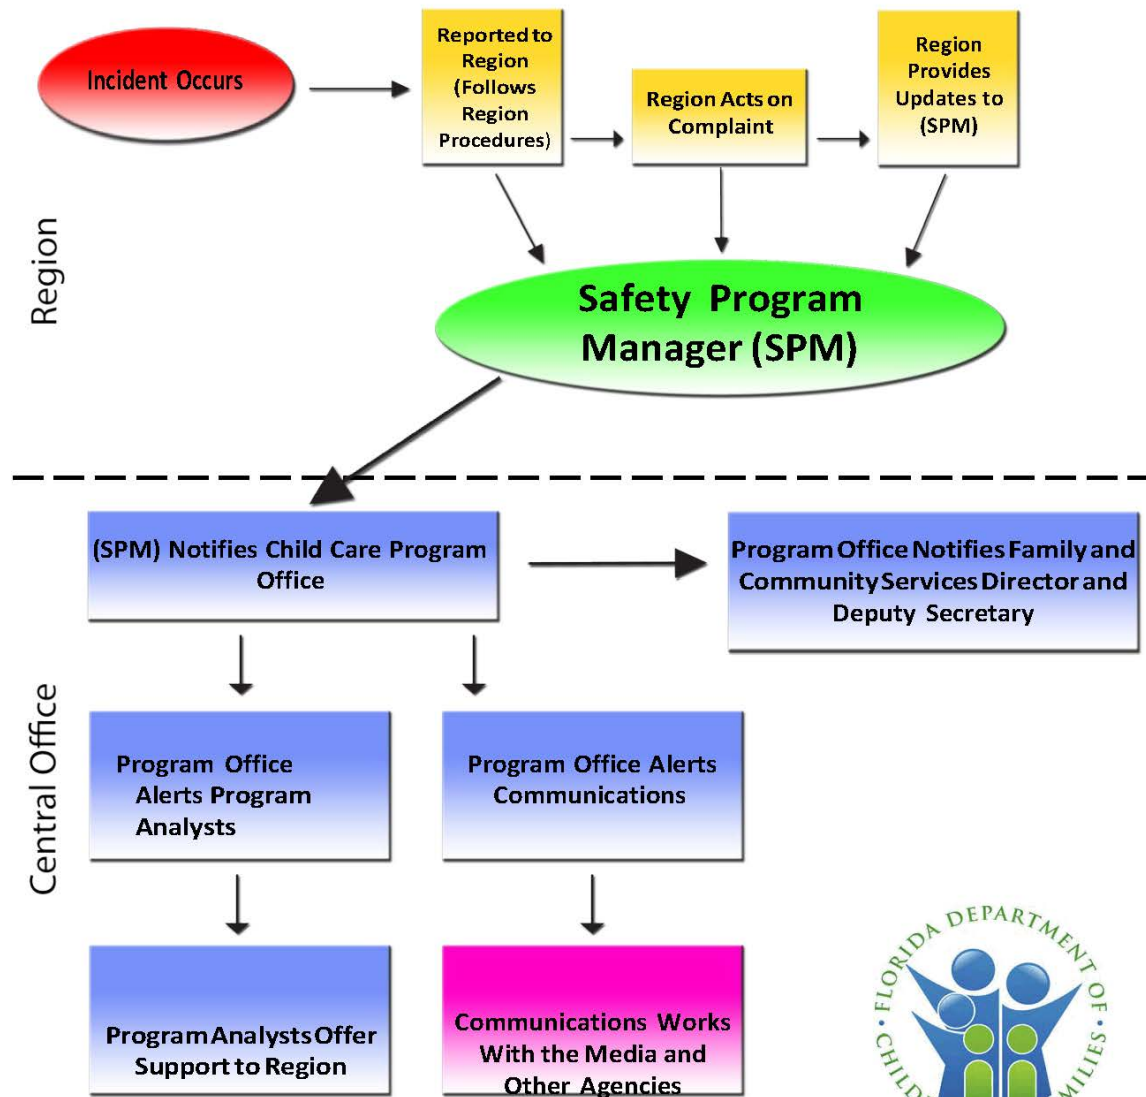 Incident Occurs
Reported to
Region
(Follows
Region
Procedures)
Region Acts on
Complaint
Region
Provides
Updates to
(SPM)
Region
Safety Program
Manager (SPM)
(SPM) Notifies Child Care Program
Office
Program Office Notifies Family and
Community Services Director and
Deputy Secretary
Central Office
Program Office
Alerts Program
Analysts
Program Office Alerts
Communications
Program Analysts Offer
Support to Region
Communications Works
With the Media and
Other Agencies
FLORIDA DEPARTMENT OF